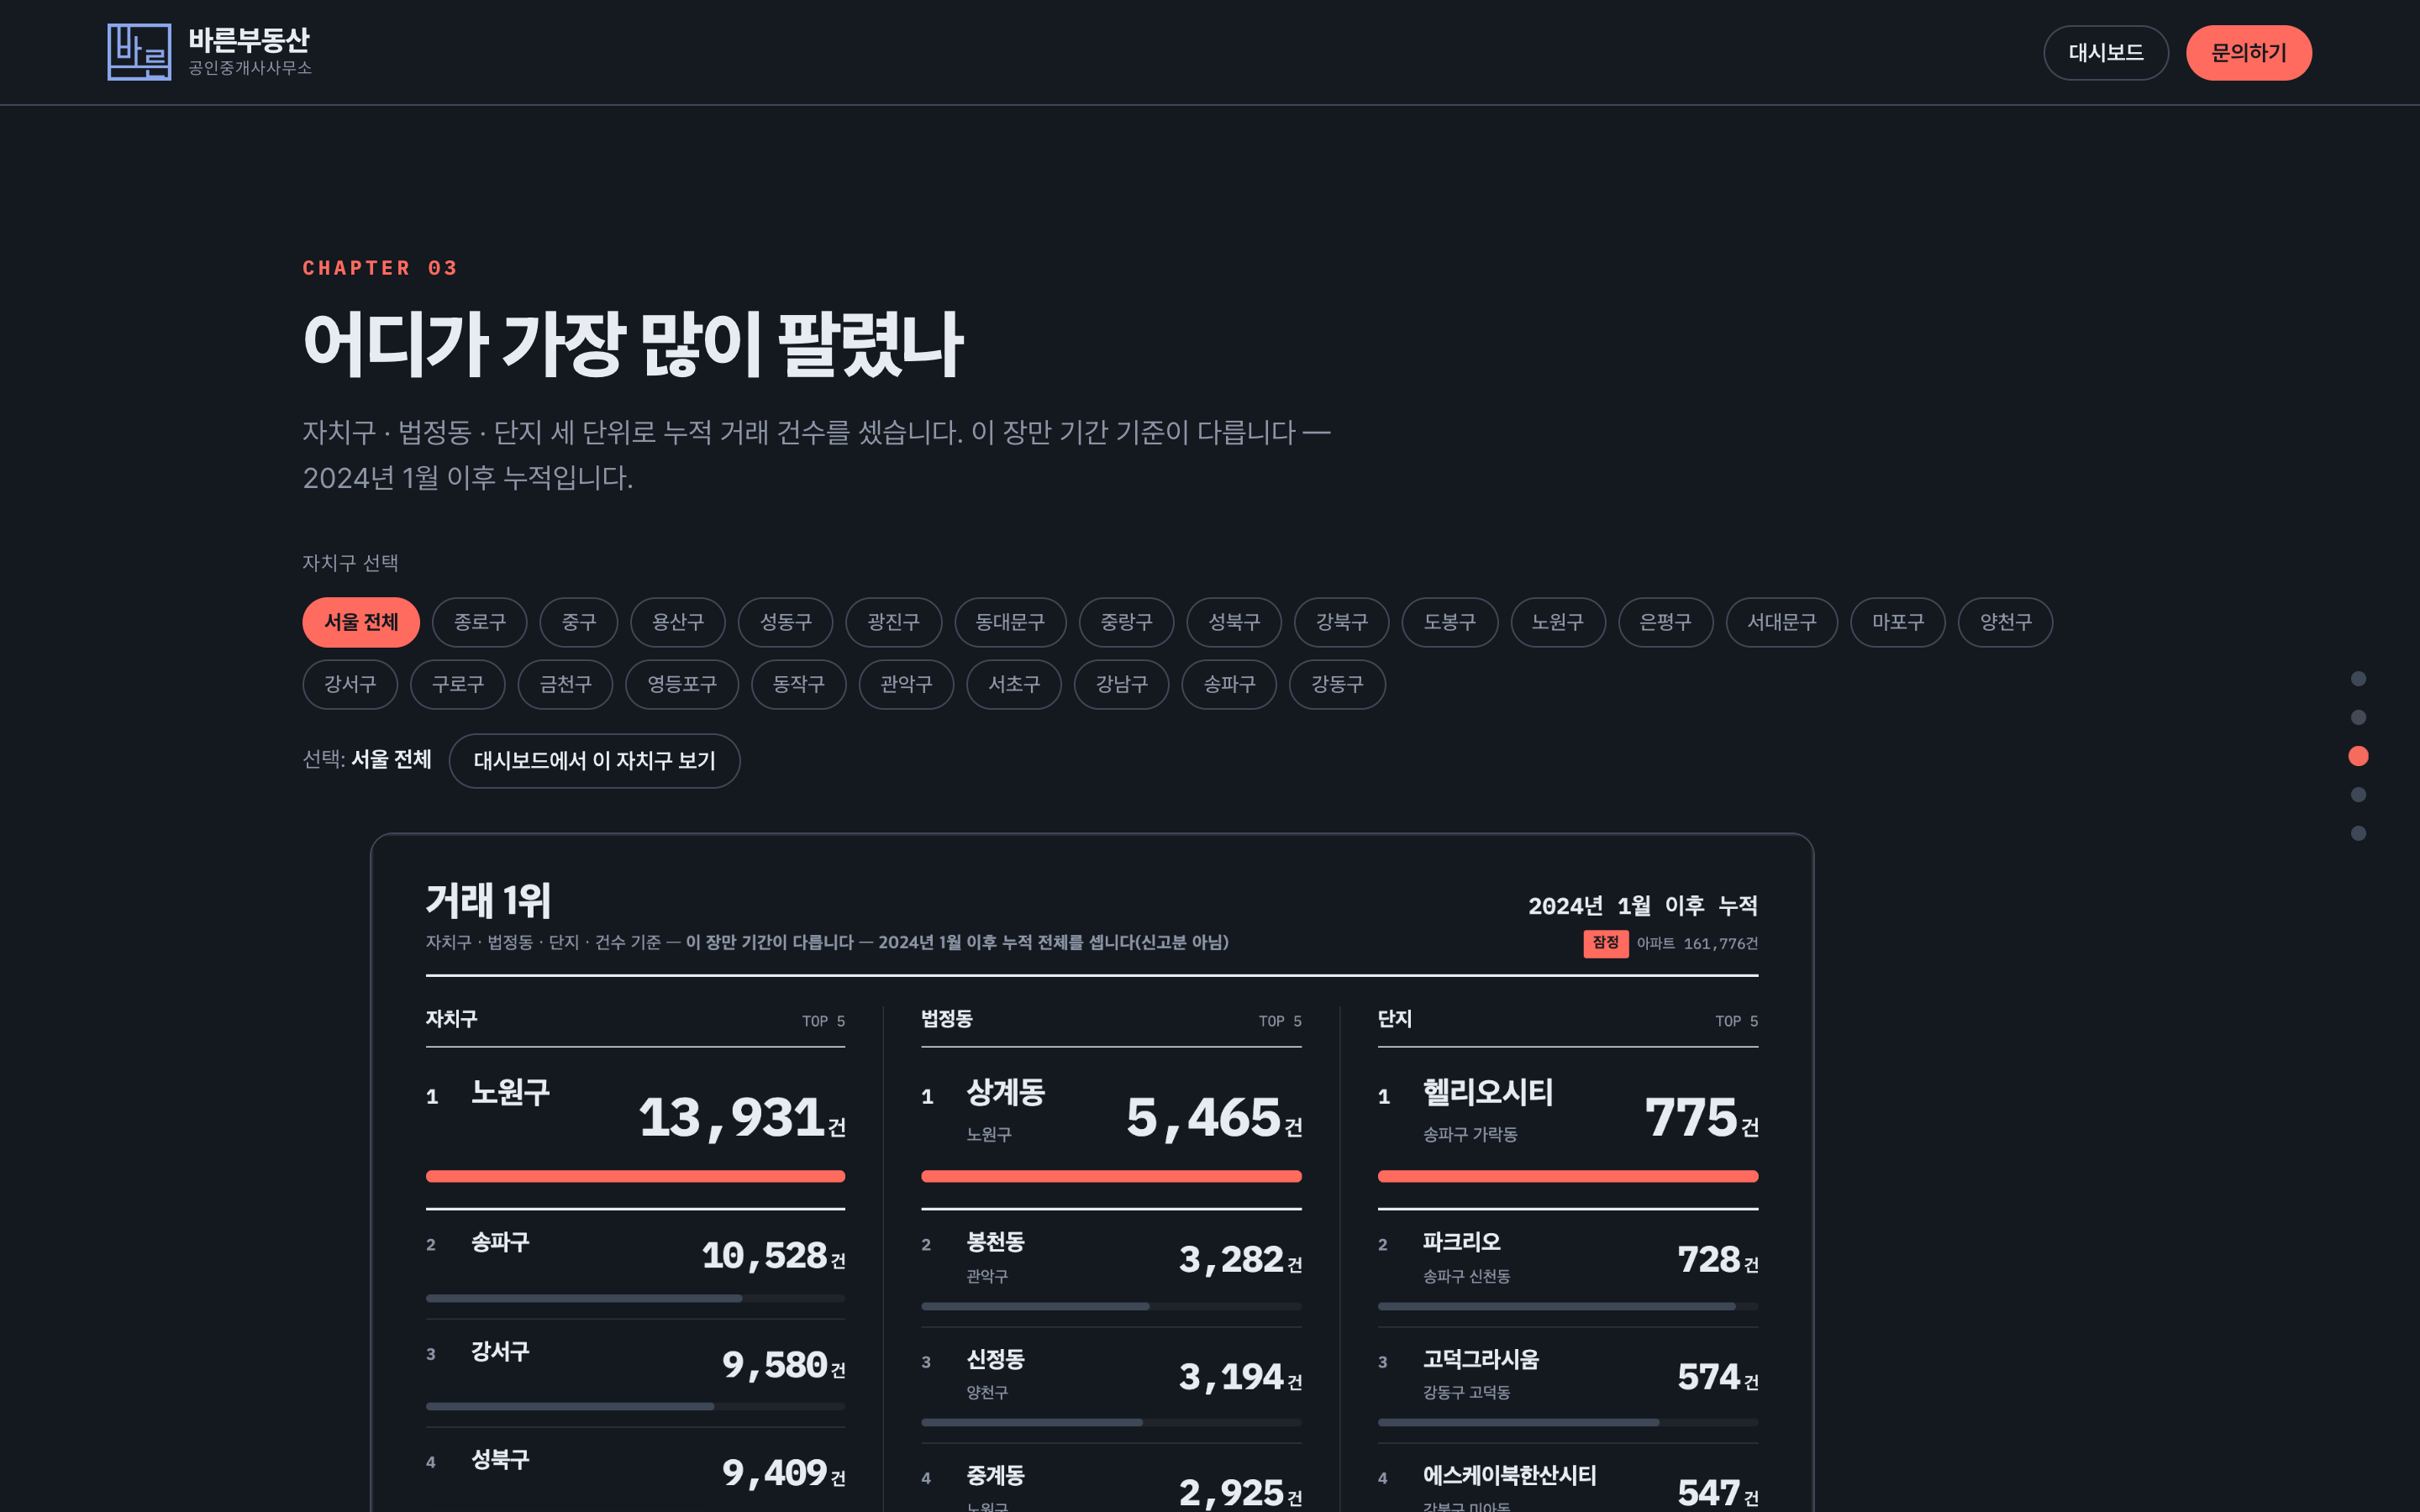 바른
바른부동산
공인중개사사무소
대시보드
문의하기
CHAPTER 03
어디가 가장 많이 팔렸나
자치구 · 법정동 · 단지 세 단위로 누적 거래 건수를 셌습니다. 이 장만 기간 기준이 다릅니다 —
2024년 1월 이후 누적입니다.
자치구 선택
서울 전체 종로구 중구 용산구 성동구 광진구 동대문구 중랑구 성북구 강북구 도봉구 노원구 은평구 서대문구 마포구 양천구
강서구 구로구 금천구 영등포구 동작구 관악구 서초구 강남구 송파구 강동구
선택: 서울 전체 대시보드에서 이 자치구 보기
거래 1위
2024년 1월 이후 누적
자치구 · 법정동 · 단지 · 건수 기준 — 이 장만 기간이 다릅니다 — 2024년 1월 이후 누적 전체를 셉니다(신고분 아님)
잠정 아파트 161,776건
자치구 TOP 5
1 노원구 13,931건
2 송파구 10,528건
3 강서구 9,580건
4 성북구 9,409건
법정동 TOP 5
1 상계동 5,465건
노원구
2 봉천동 3,282건
관악구
3 신정동 3,194건
양천구
4 중계동 2,925건
노원구
단지 TOP 5
1 헬리오시티 775건
송파구 가락동
2 파크리오 728건
송파구 신천동
3 고덕그라시움 574건
강동구 고덕동
4 에스케이북한산시티 547건
강북구 미아동